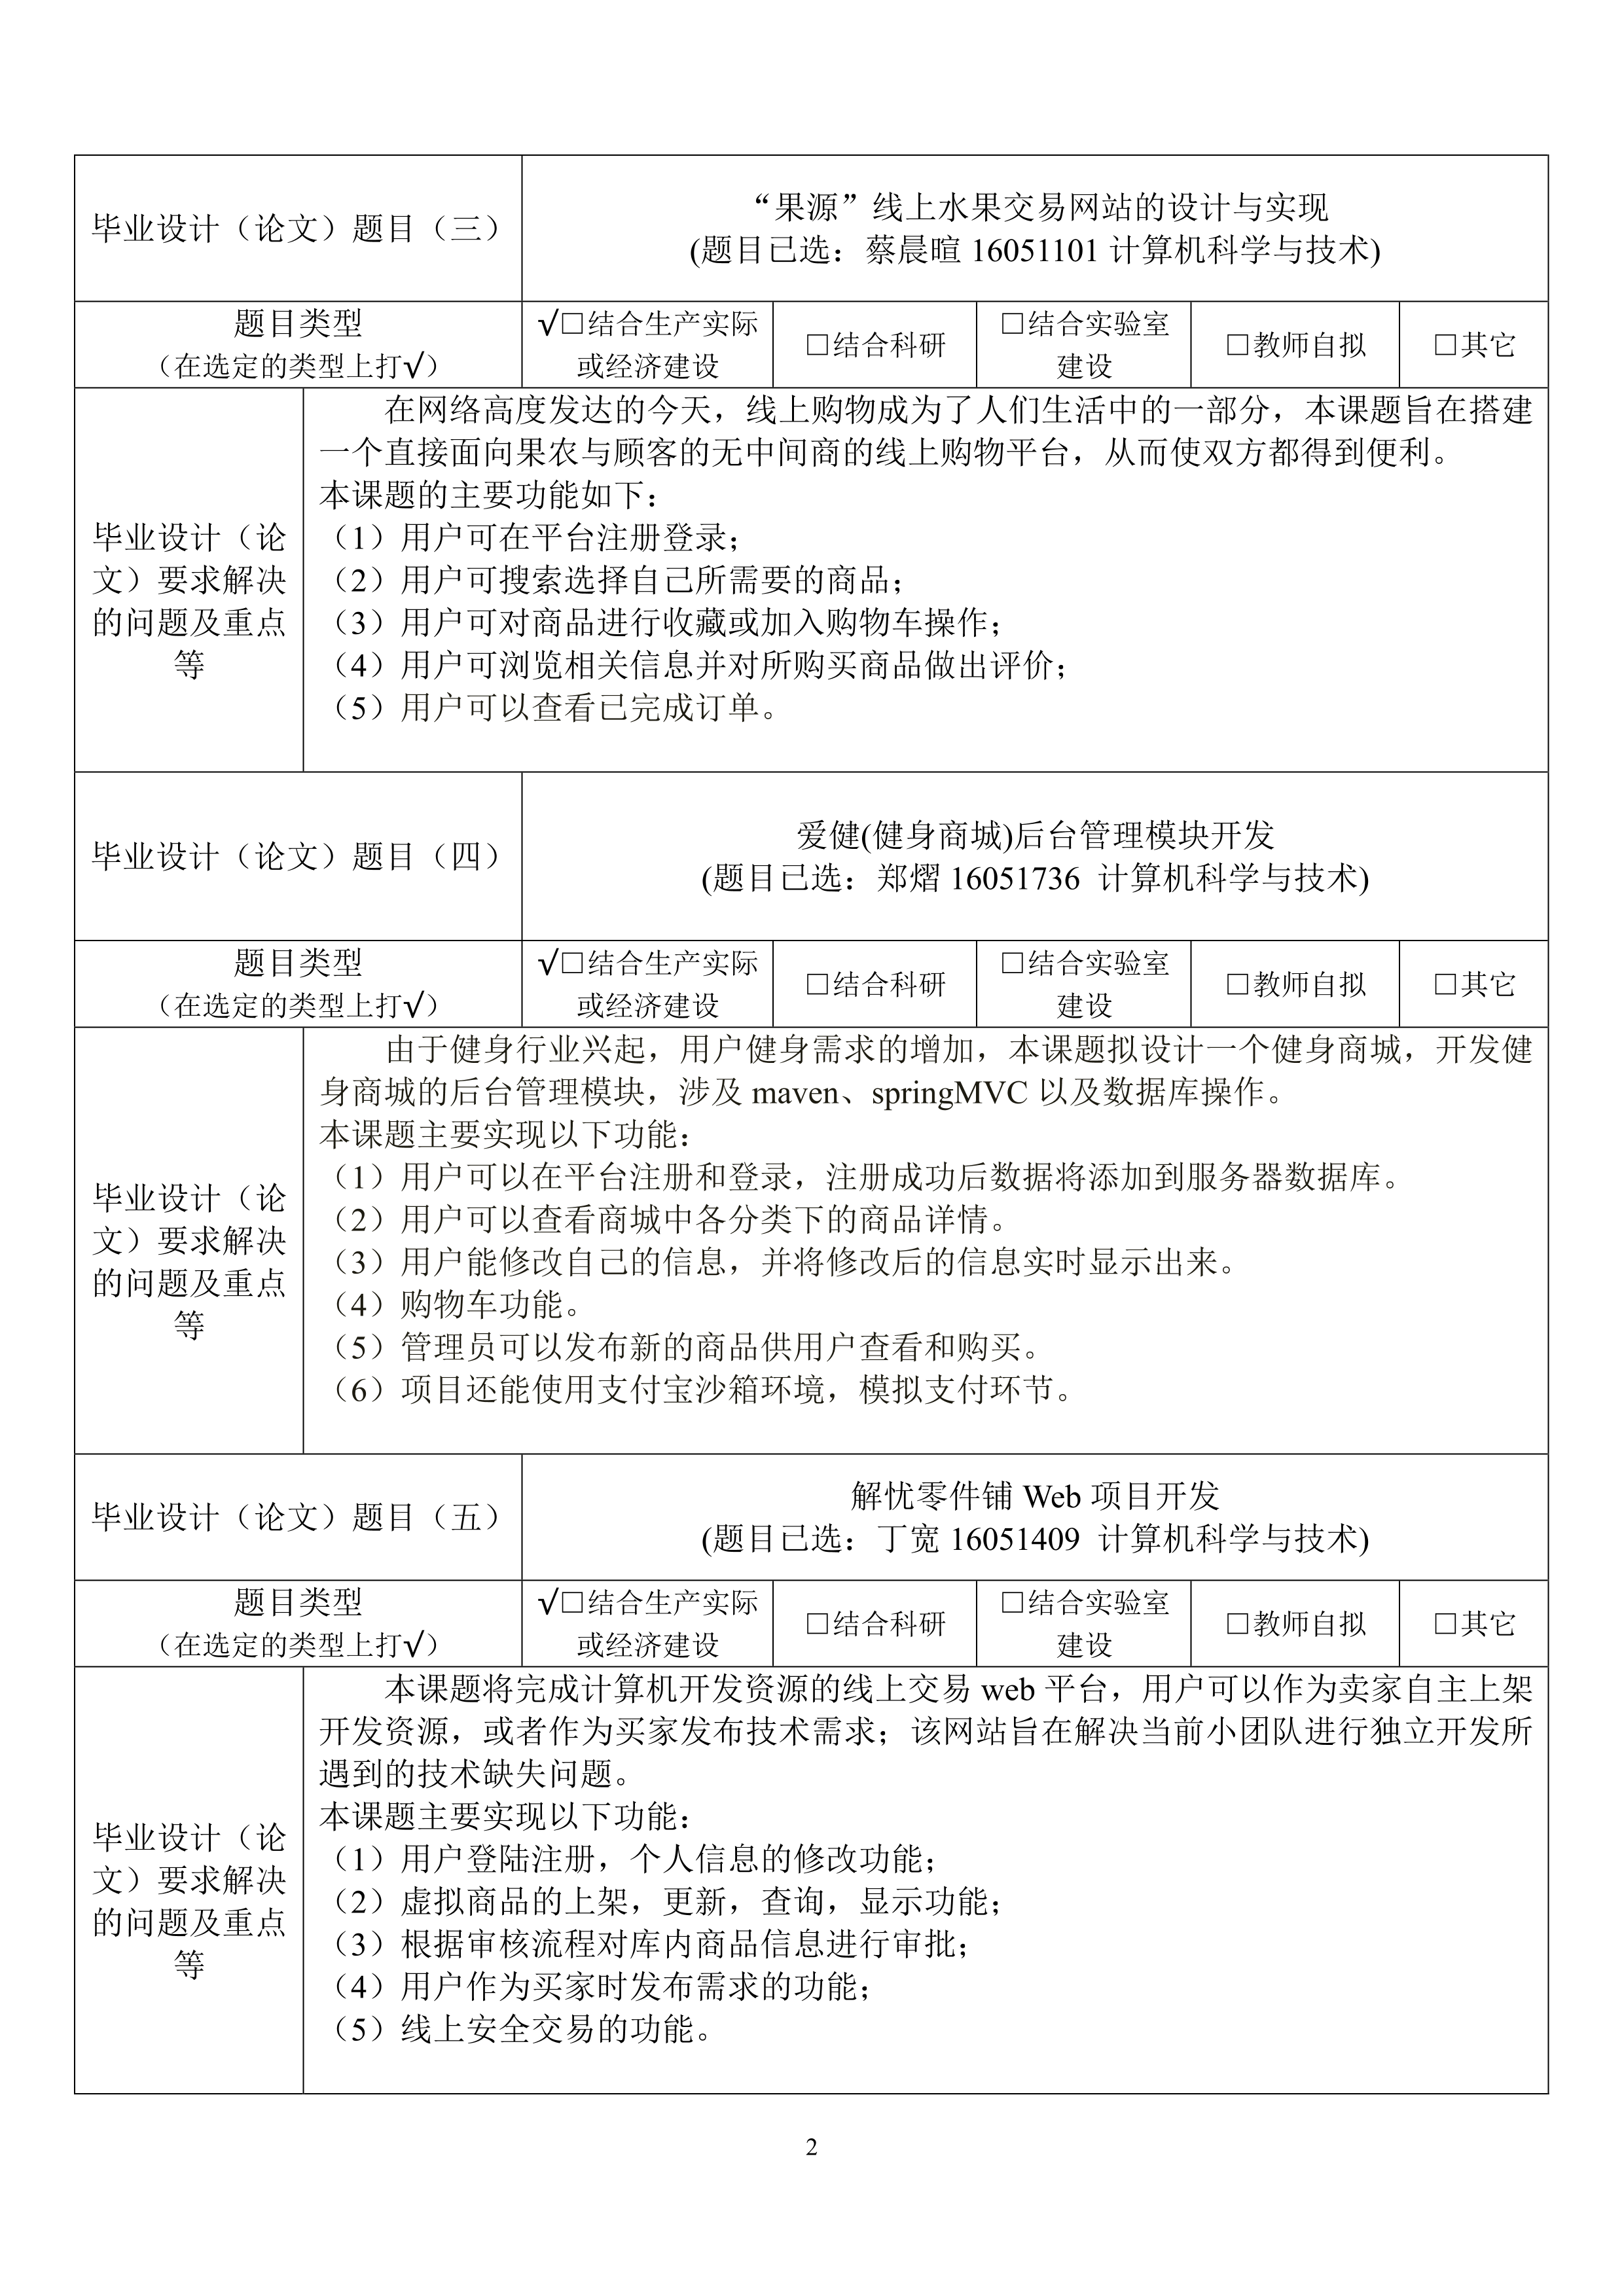 毕业设计（论文）题目（三）
“果源”线上水果交易网站的设计与实现
(题目已选：蔡晨暄 16051101 计算机科学与技术)
题目类型
（在选定的类型上打√）
√□结合生产实际
或经济建设
□结合科研
□结合实验室
建设
□教师自拟
□其它
毕业设计（论
文）要求解决
的问题及重点
等
在网络高度发达的今天，线上购物成为了人们生活中的一部分，本课题旨在搭建
一个直接面向果农与顾客的无中间商的线上购物平台，从而使双方都得到便利。
本课题的主要功能如下：
（1）用户可在平台注册登录；
（2）用户可搜索选择自己所需要的商品；
（3）用户可对商品进行收藏或加入购物车操作；
（4）用户可浏览相关信息并对所购买商品做出评价；
（5）用户可以查看已完成订单。
毕业设计（论文）题目（四）
爱健(健身商城)后台管理模块开发
(题目已选：郑熠 16051736 计算机科学与技术)
题目类型
（在选定的类型上打√）
√□结合生产实际
或经济建设
□结合科研
□结合实验室
建设
□教师自拟
□其它
毕业设计（论
文）要求解决
的问题及重点
等
由于健身行业兴起，用户健身需求的增加，本课题拟设计一个健身商城，开发健
身商城的后台管理模块，涉及 maven、springMVC 以及数据库操作。
本课题主要实现以下功能：
（1）用户可以在平台注册和登录，注册成功后数据将添加到服务器数据库。
（2）用户可以查看商城中各分类下的商品详情。
（3）用户能修改自己的信息，并将修改后的信息实时显示出来。
（4）购物车功能。
（5）管理员可以发布新的商品供用户查看和购买。
（6）项目还能使用支付宝沙箱环境，模拟支付环节。
毕业设计（论文）题目（五）
解忧零件铺 Web 项目开发
(题目已选：丁宽 16051409 计算机科学与技术)
题目类型
（在选定的类型上打√）
√□结合生产实际
或经济建设
□结合科研
□结合实验室
建设
□教师自拟
□其它
毕业设计（论
文）要求解决
的问题及重点
等
本课题将完成计算机开发资源的线上交易 web 平台，用户可以作为卖家自主上架
开发资源，或者作为买家发布技术需求；该网站旨在解决当前小团队进行独立开发所
遇到的技术缺失问题。
本课题主要实现以下功能：
（1）用户登陆注册，个人信息的修改功能；
（2）虚拟商品的上架，更新，查询，显示功能；
（3）根据审核流程对库内商品信息进行审批；
（4）用户作为买家时发布需求的功能；
（5）线上安全交易的功能。
2